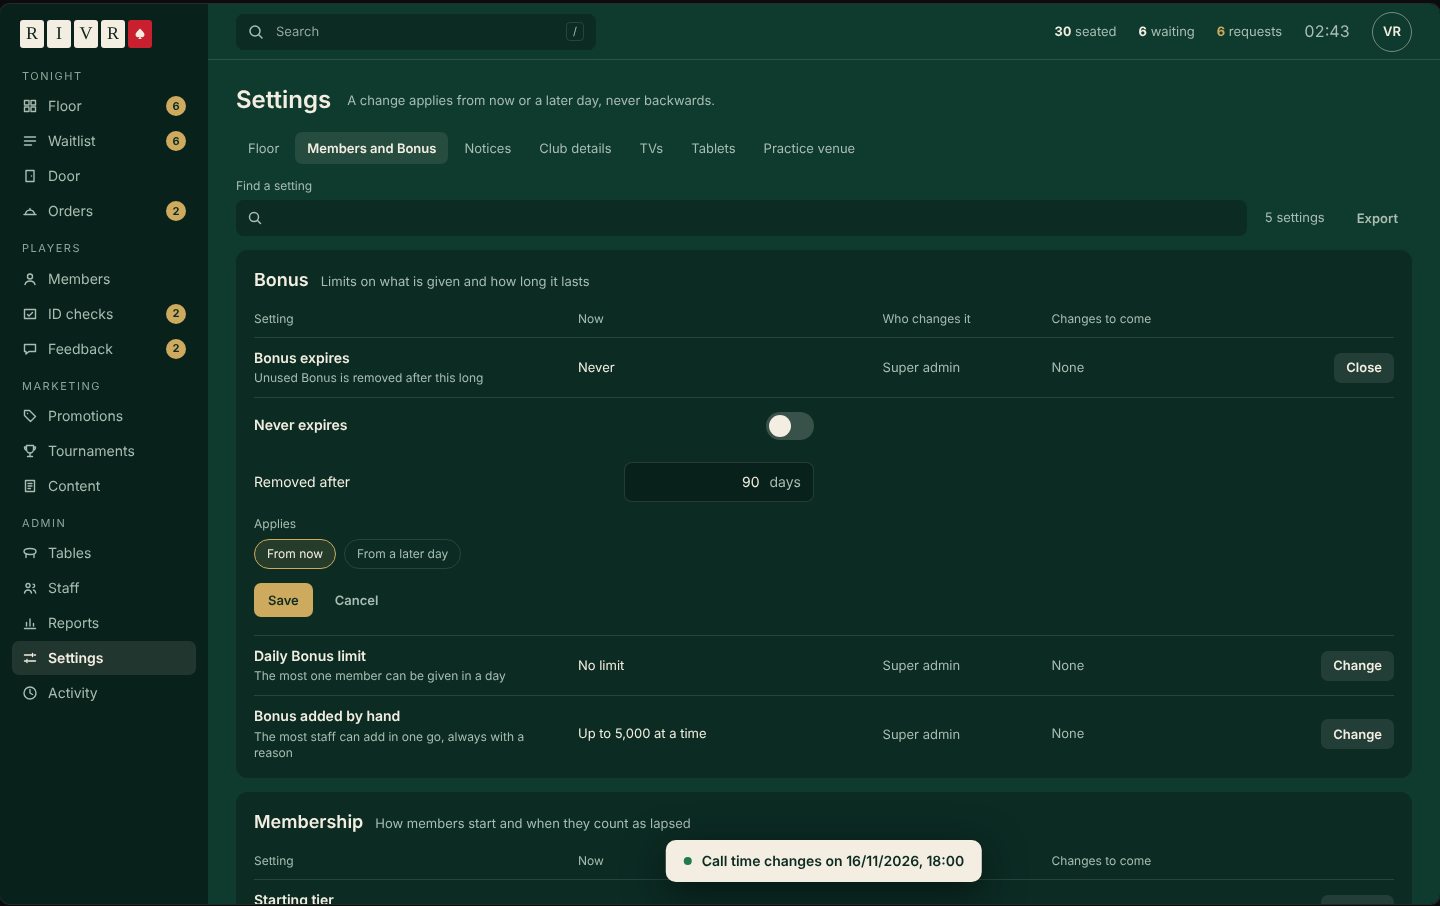 RIVR
Search
/
30 seated
6 waiting
6 requests
02:43
VR
TONIGHT
Floor 6
Waitlist 6
Door
Orders 2
PLAYERS
Members
ID checks 2
Feedback 2
MARKETING
Promotions
Tournaments
Content
ADMIN
Tables
Staff
Reports
Settings
Activity
Settings
A change applies from now or a later day, never backwards.
Floor
Members and Bonus
Notices
Club details
TVs
Tablets
Practice venue
Find a setting
5 settings
Export
Bonus
Limits on what is given and how long it lasts
Setting
Now
Who changes it
Changes to come
Bonus expires
Unused Bonus is removed after this long
Never
Super admin
None
Close
Never expires
Removed after
90 days
Applies
From now
From a later day
Save
Cancel
Daily Bonus limit
The most one member can be given in a day
No limit
Super admin
None
Change
Bonus added by hand
The most staff can add in one go, always with a
reason
Up to 5,000 at a time
Super admin
None
Change
Membership
How members start and when they count as lapsed
Setting
Now
Changes to come
Call time changes on 16/11/2026, 18:00
Starting tier